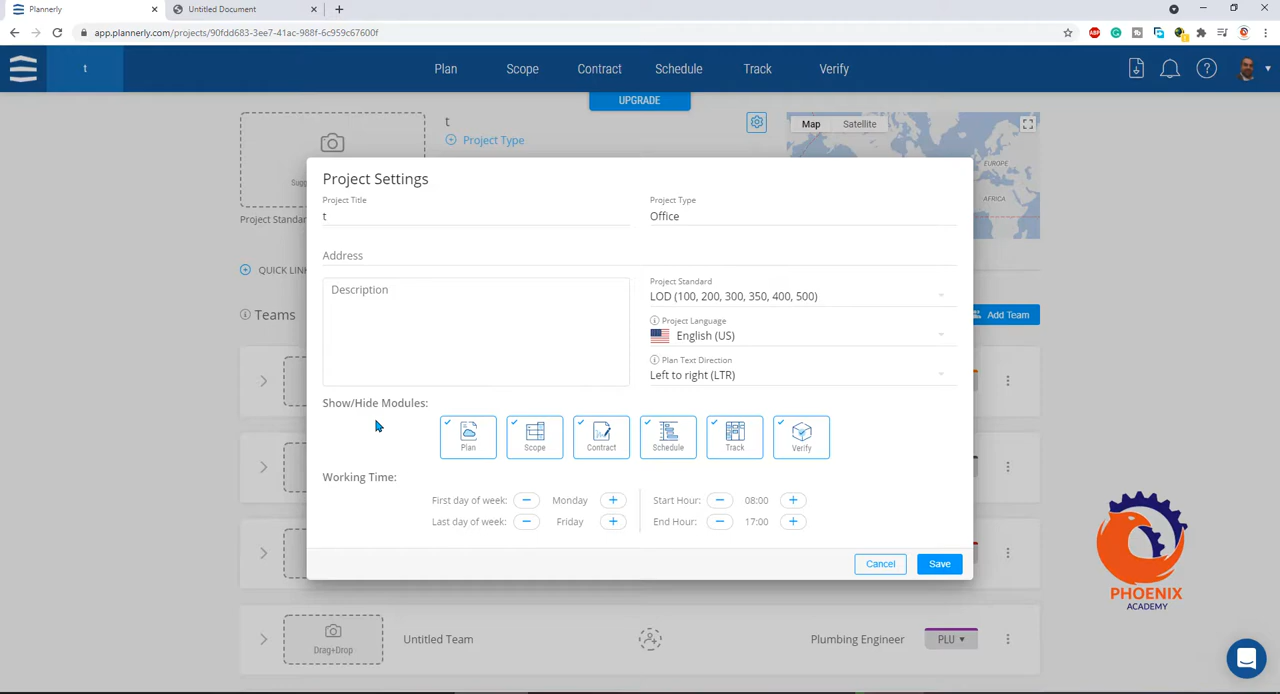 Plannerly
Untitled Document
app.plannerly.com/projects/90fdd683-3ee7-41ac-988f-6c959c67600f
t
Plan
Scope
Contract
Schedule
Track
Verify
UPGRADE
t
Project Type
Map
Satellite
EUROPE
AFRICA
Project Settings
Project Title
t
Project Type
Office
Address
Description
Project Standard
LOD (100, 200, 300, 350, 400, 500)
Project Language
English (US)
Plan Text Direction
Left to right (LTR)
QUICK LIN
Teams
Add Team
Show/Hide Modules:
Plan
Scope
Contract
Schedule
Track
Verify
Working Time:
First day of week:
Monday
Start Hour:
08:00
Last day of week:
Friday
End Hour:
17:00
Cancel
Save
PHOENIX
ACADEMY
Drag+Drop
Untitled Team
Plumbing Engineer
PLU